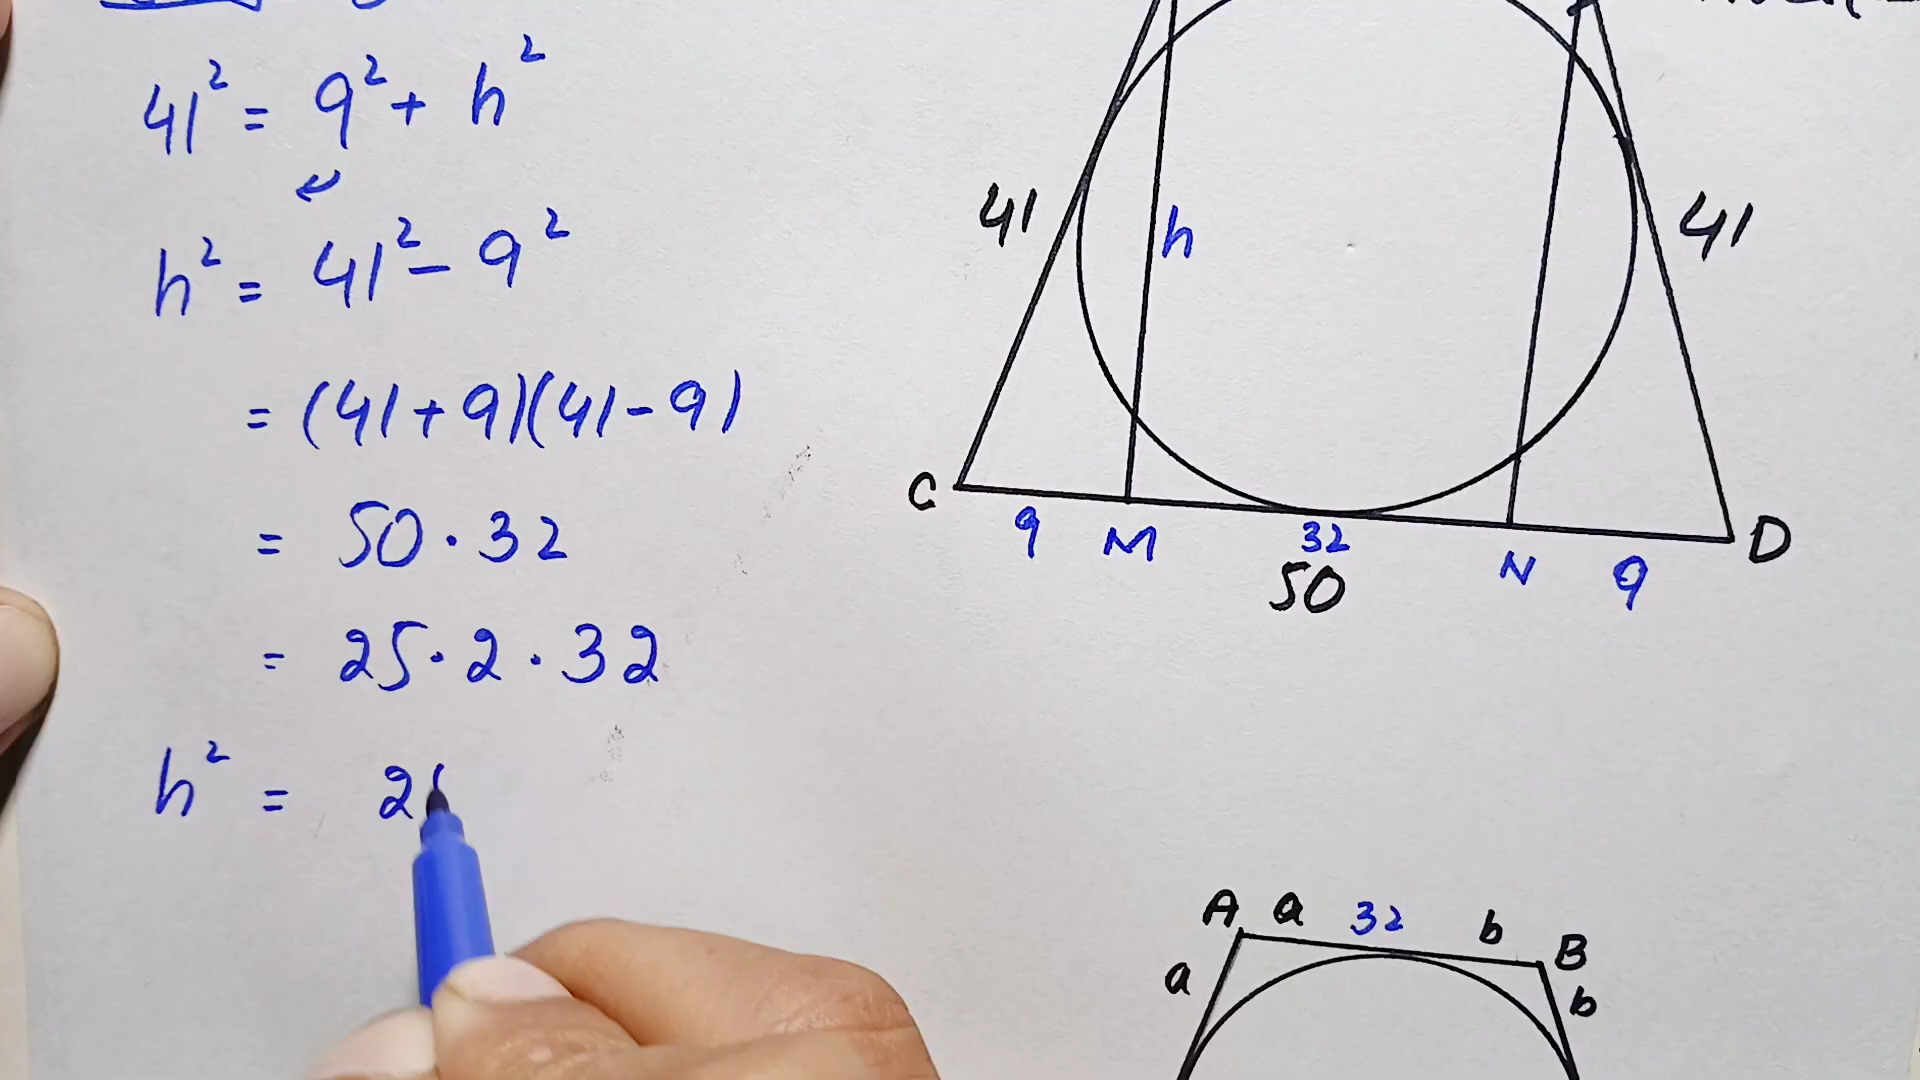 41² = 9² + h²
h² = 41² - 9²
= (41 + 9)(41 - 9)
= 50 · 32
= 25 · 2 · 32
h² = 2
41
h
41
C
9
M
32
N
9
D
50
A a 32 b B
a
b